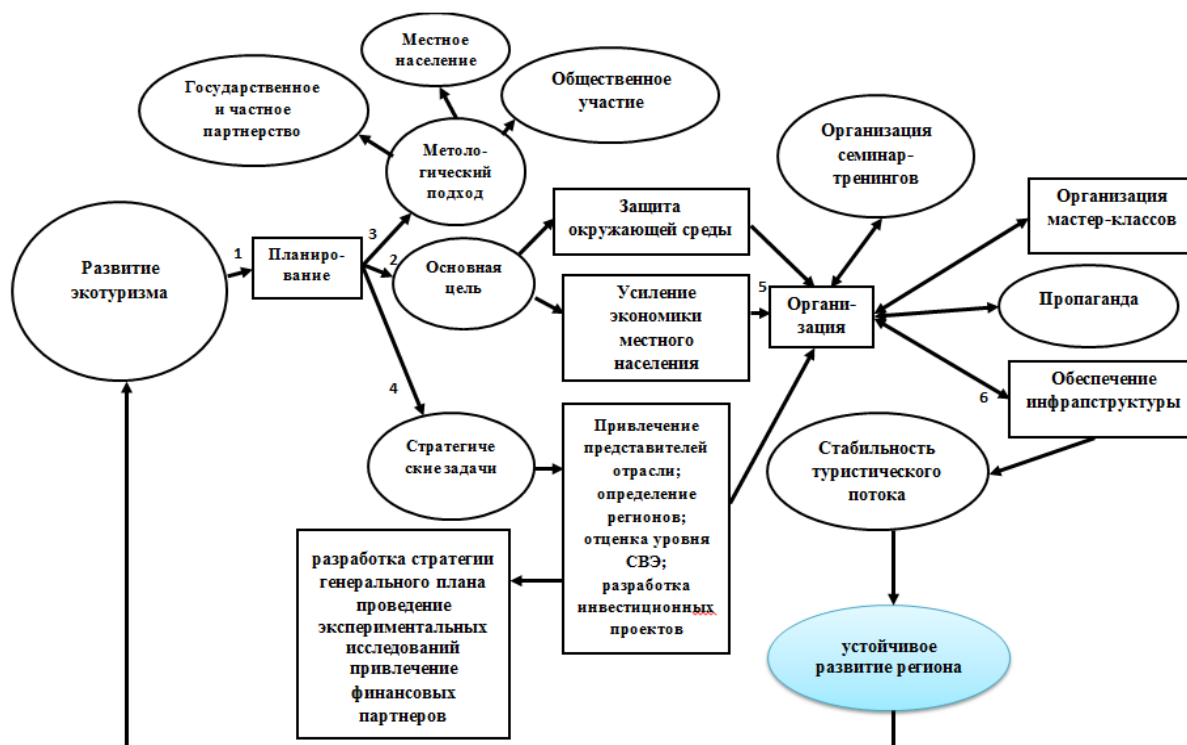 Местное
население
Государственное
и частное
партнерство
Общественное
участие
Метоло-
гический
подход
Организация
семинар-
тренингов
Организация
мастер-классов
Защита
окружающей среды
Развитие
экотуризма
1
Планиро-
вание
3
2
Основная
цель
Усиление
экономики
местного
населения
5
Органи-
зация
Пропаганда
4
6
Обеспечение
инфрапструктуры
Стратегиче
ские задачи
Привлечение
представителей
отрасли;
определение
регионов;
отценка уровня
СВЭ;
разработка
инвестиционных
проектов
Стабильность
туристического
потока
разработка стратегии
генерального плана
проведение
экспериментальных
исследований
привлечение
финансовых
партнеров
устойчивое
развитие региона